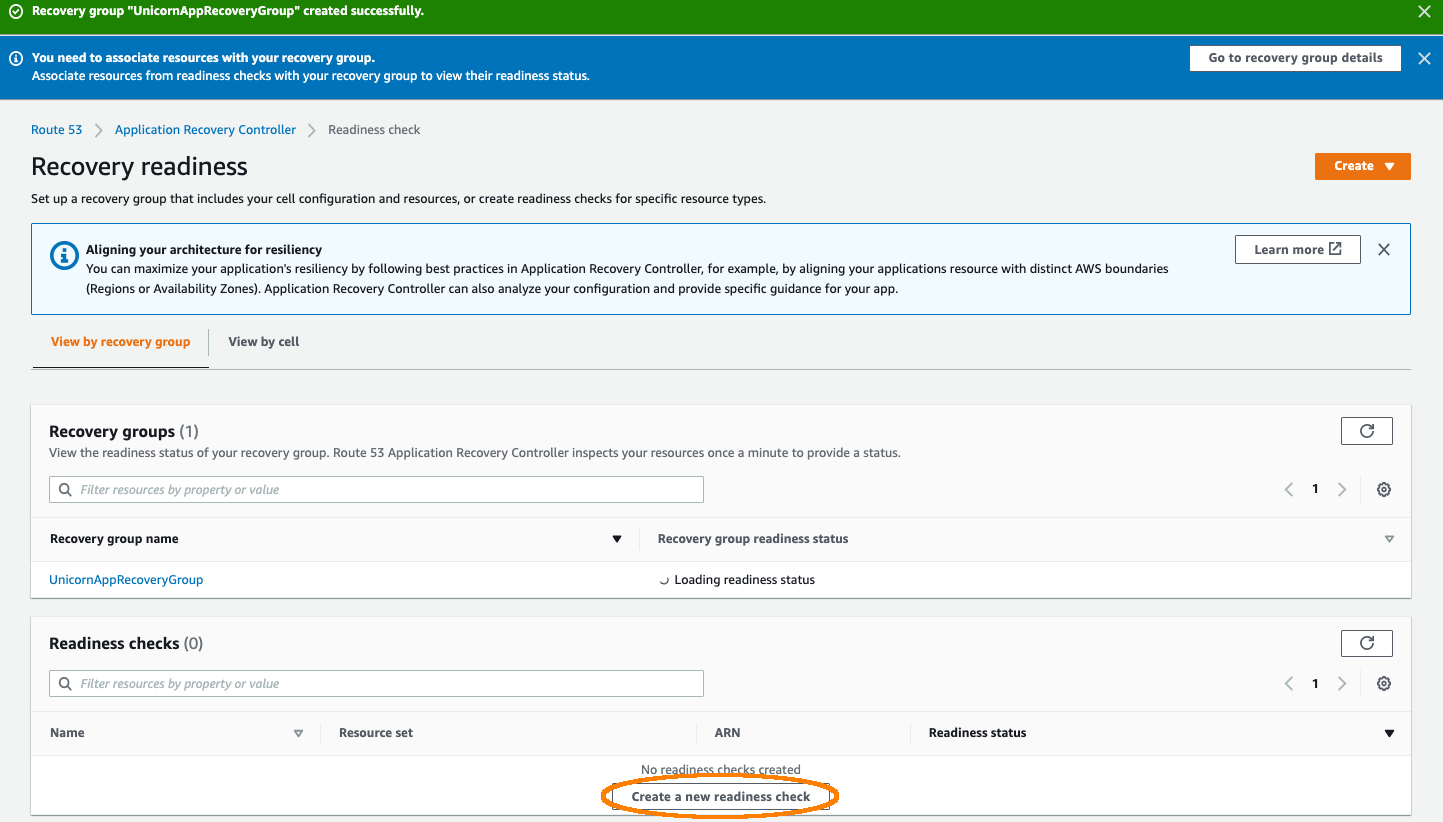 Recovery group "UnicornAppRecoveryGroup" created successfully.
You need to associate resources with your recovery group.
Associate resources from readiness checks with your recovery group to view their readiness status.
Go to recovery group details
Route 53 > Application Recovery Controller > Readiness check
Recovery readiness
Create
Set up a recovery group that includes your cell configuration and resources, or create readiness checks for specific resource types.
Aligning your architecture for resiliency
You can maximize your application's resiliency by following best practices in Application Recovery Controller, for example, by aligning your applications resource with distinct AWS boundaries
(Regions or Availability Zones). Application Recovery Controller can also analyze your configuration and provide specific guidance for your app.
Learn more
View by recovery group View by cell
Recovery groups (1)
View the readiness status of your recovery group. Route 53 Application Recovery Controller inspects your resources once a minute to provide a status.
Filter resources by property or value
1
Recovery group name Recovery group readiness status
UnicornAppRecoveryGroup Loading readiness status
Readiness checks (0)
Filter resources by property or value
1
Name Resource set ARN Readiness status
No readiness checks created
Create a new readiness check